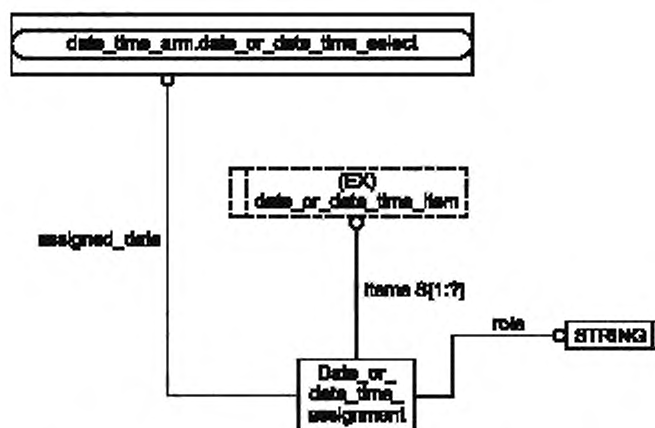 date_time_arm.date_or_date_time_select
(EX)
date_or_date_time_item
assigned_date
items S[1:?]
role
STRING
Date_or_
date_time_
assignment